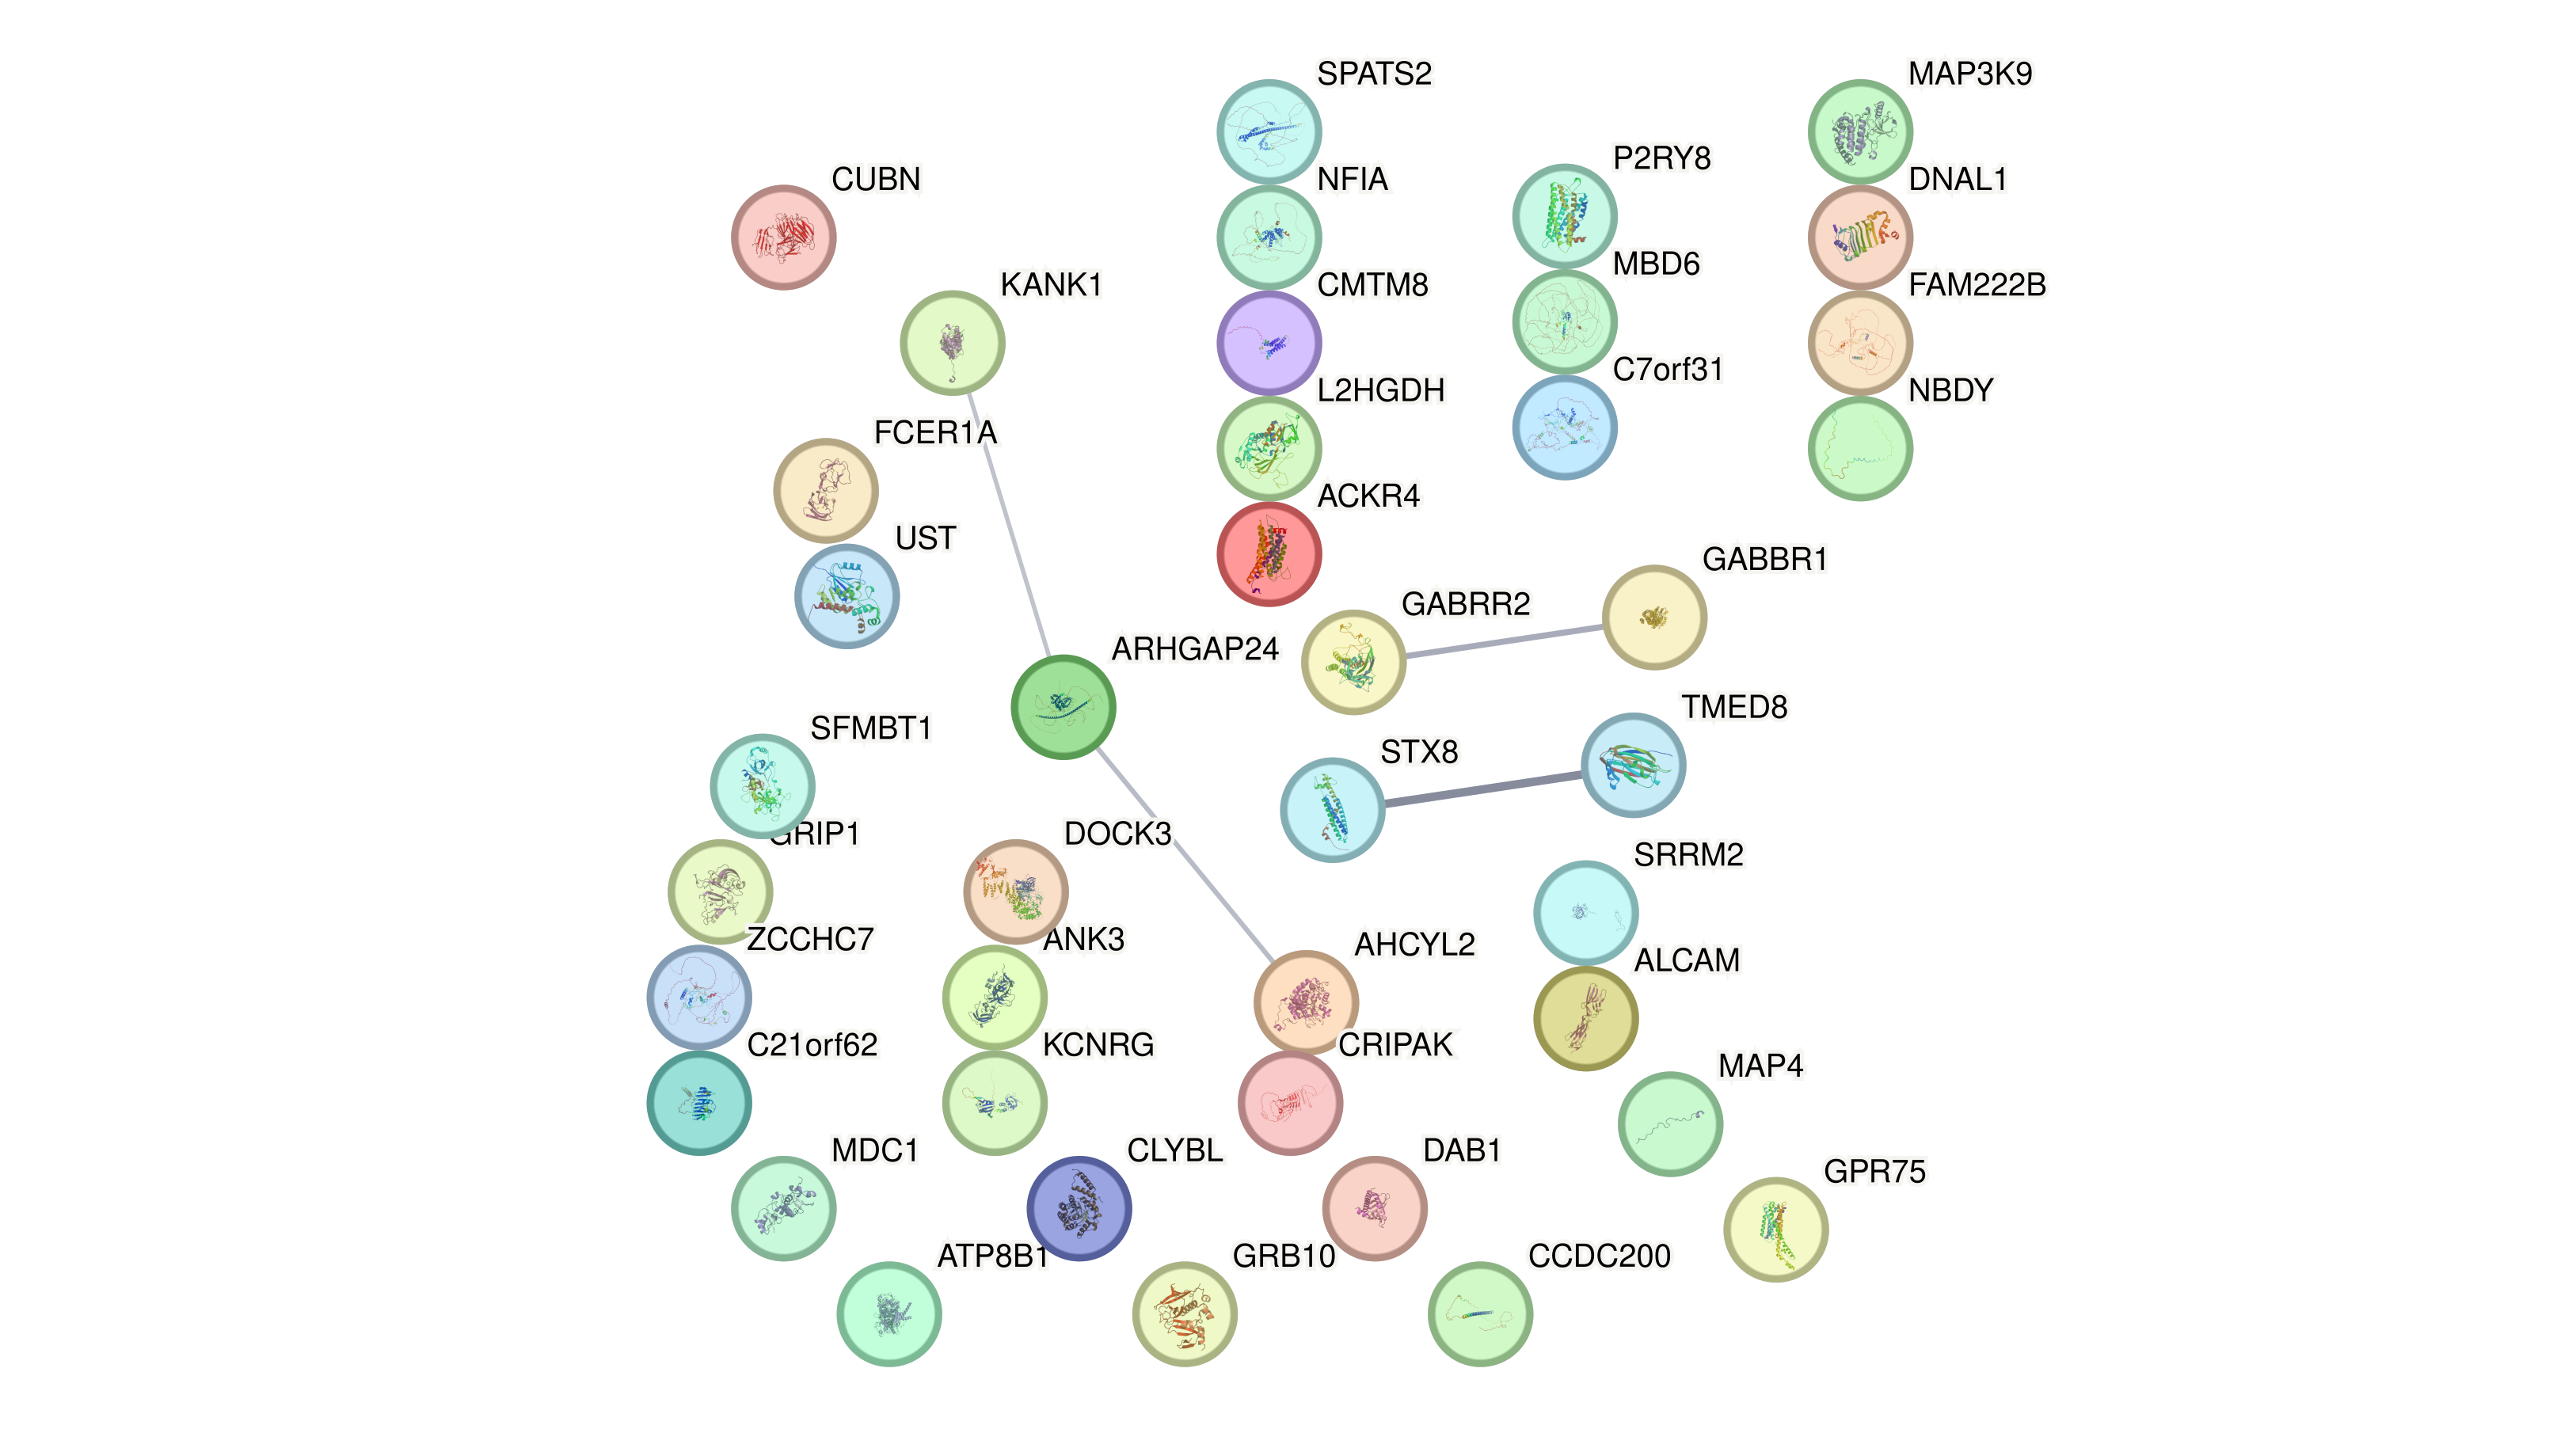 SPATS2
MAP3K9
P2RY8
CUBN
NFIA
DNAL1
MBD6
KANK1
CMTM8
FAM222B
C7orf31
L2HGDH
NBDY
FCER1A
ACKR4
UST
GABBR1
GABRR2
ARHGAP24
TMED8
SFMBT1
STX8
GRIP1
DOCK3
SRRM2
ZCCHC7
ANK3
AHCYL2
ALCAM
C21orf62
KCNRG
CRIPAK
MAP4
MDC1
CLYBL
DAB1
GPR75
ATP8B1
GRB10
CCDC200